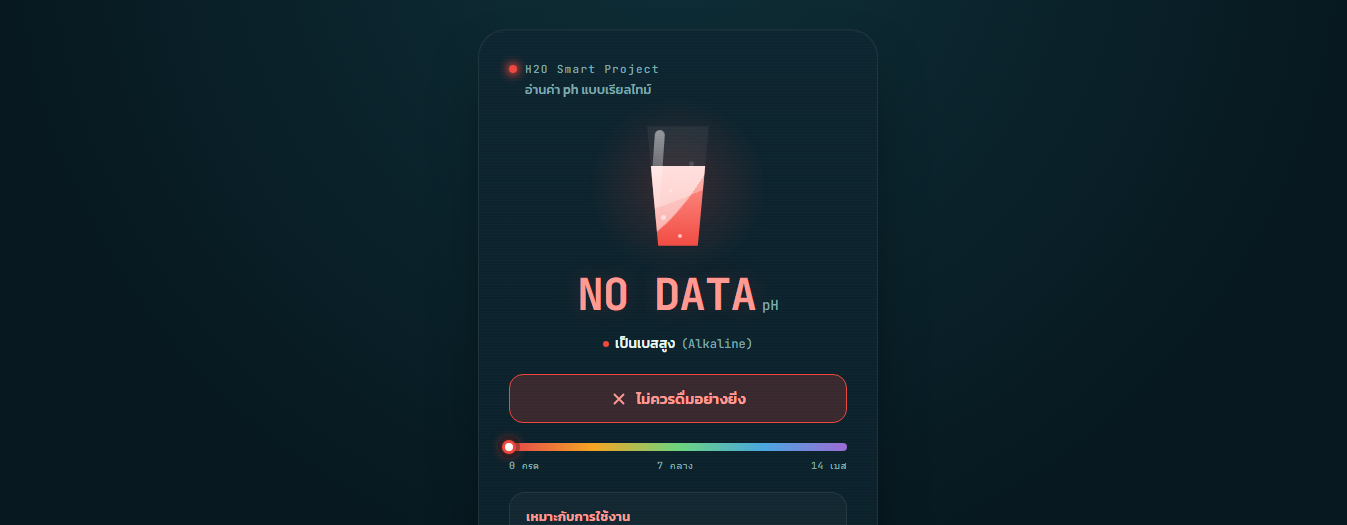 H2O Smart Project
อ่านค่า ph แบบเรียลไทม์
NO DATA pH
เป็นเบสสูง (Alkaline)
✕ ไม่ควรดื่มอย่างยิ่ง
0 กรด 7 กลาง 14 เบส
เหมาะกับการใช้งาน